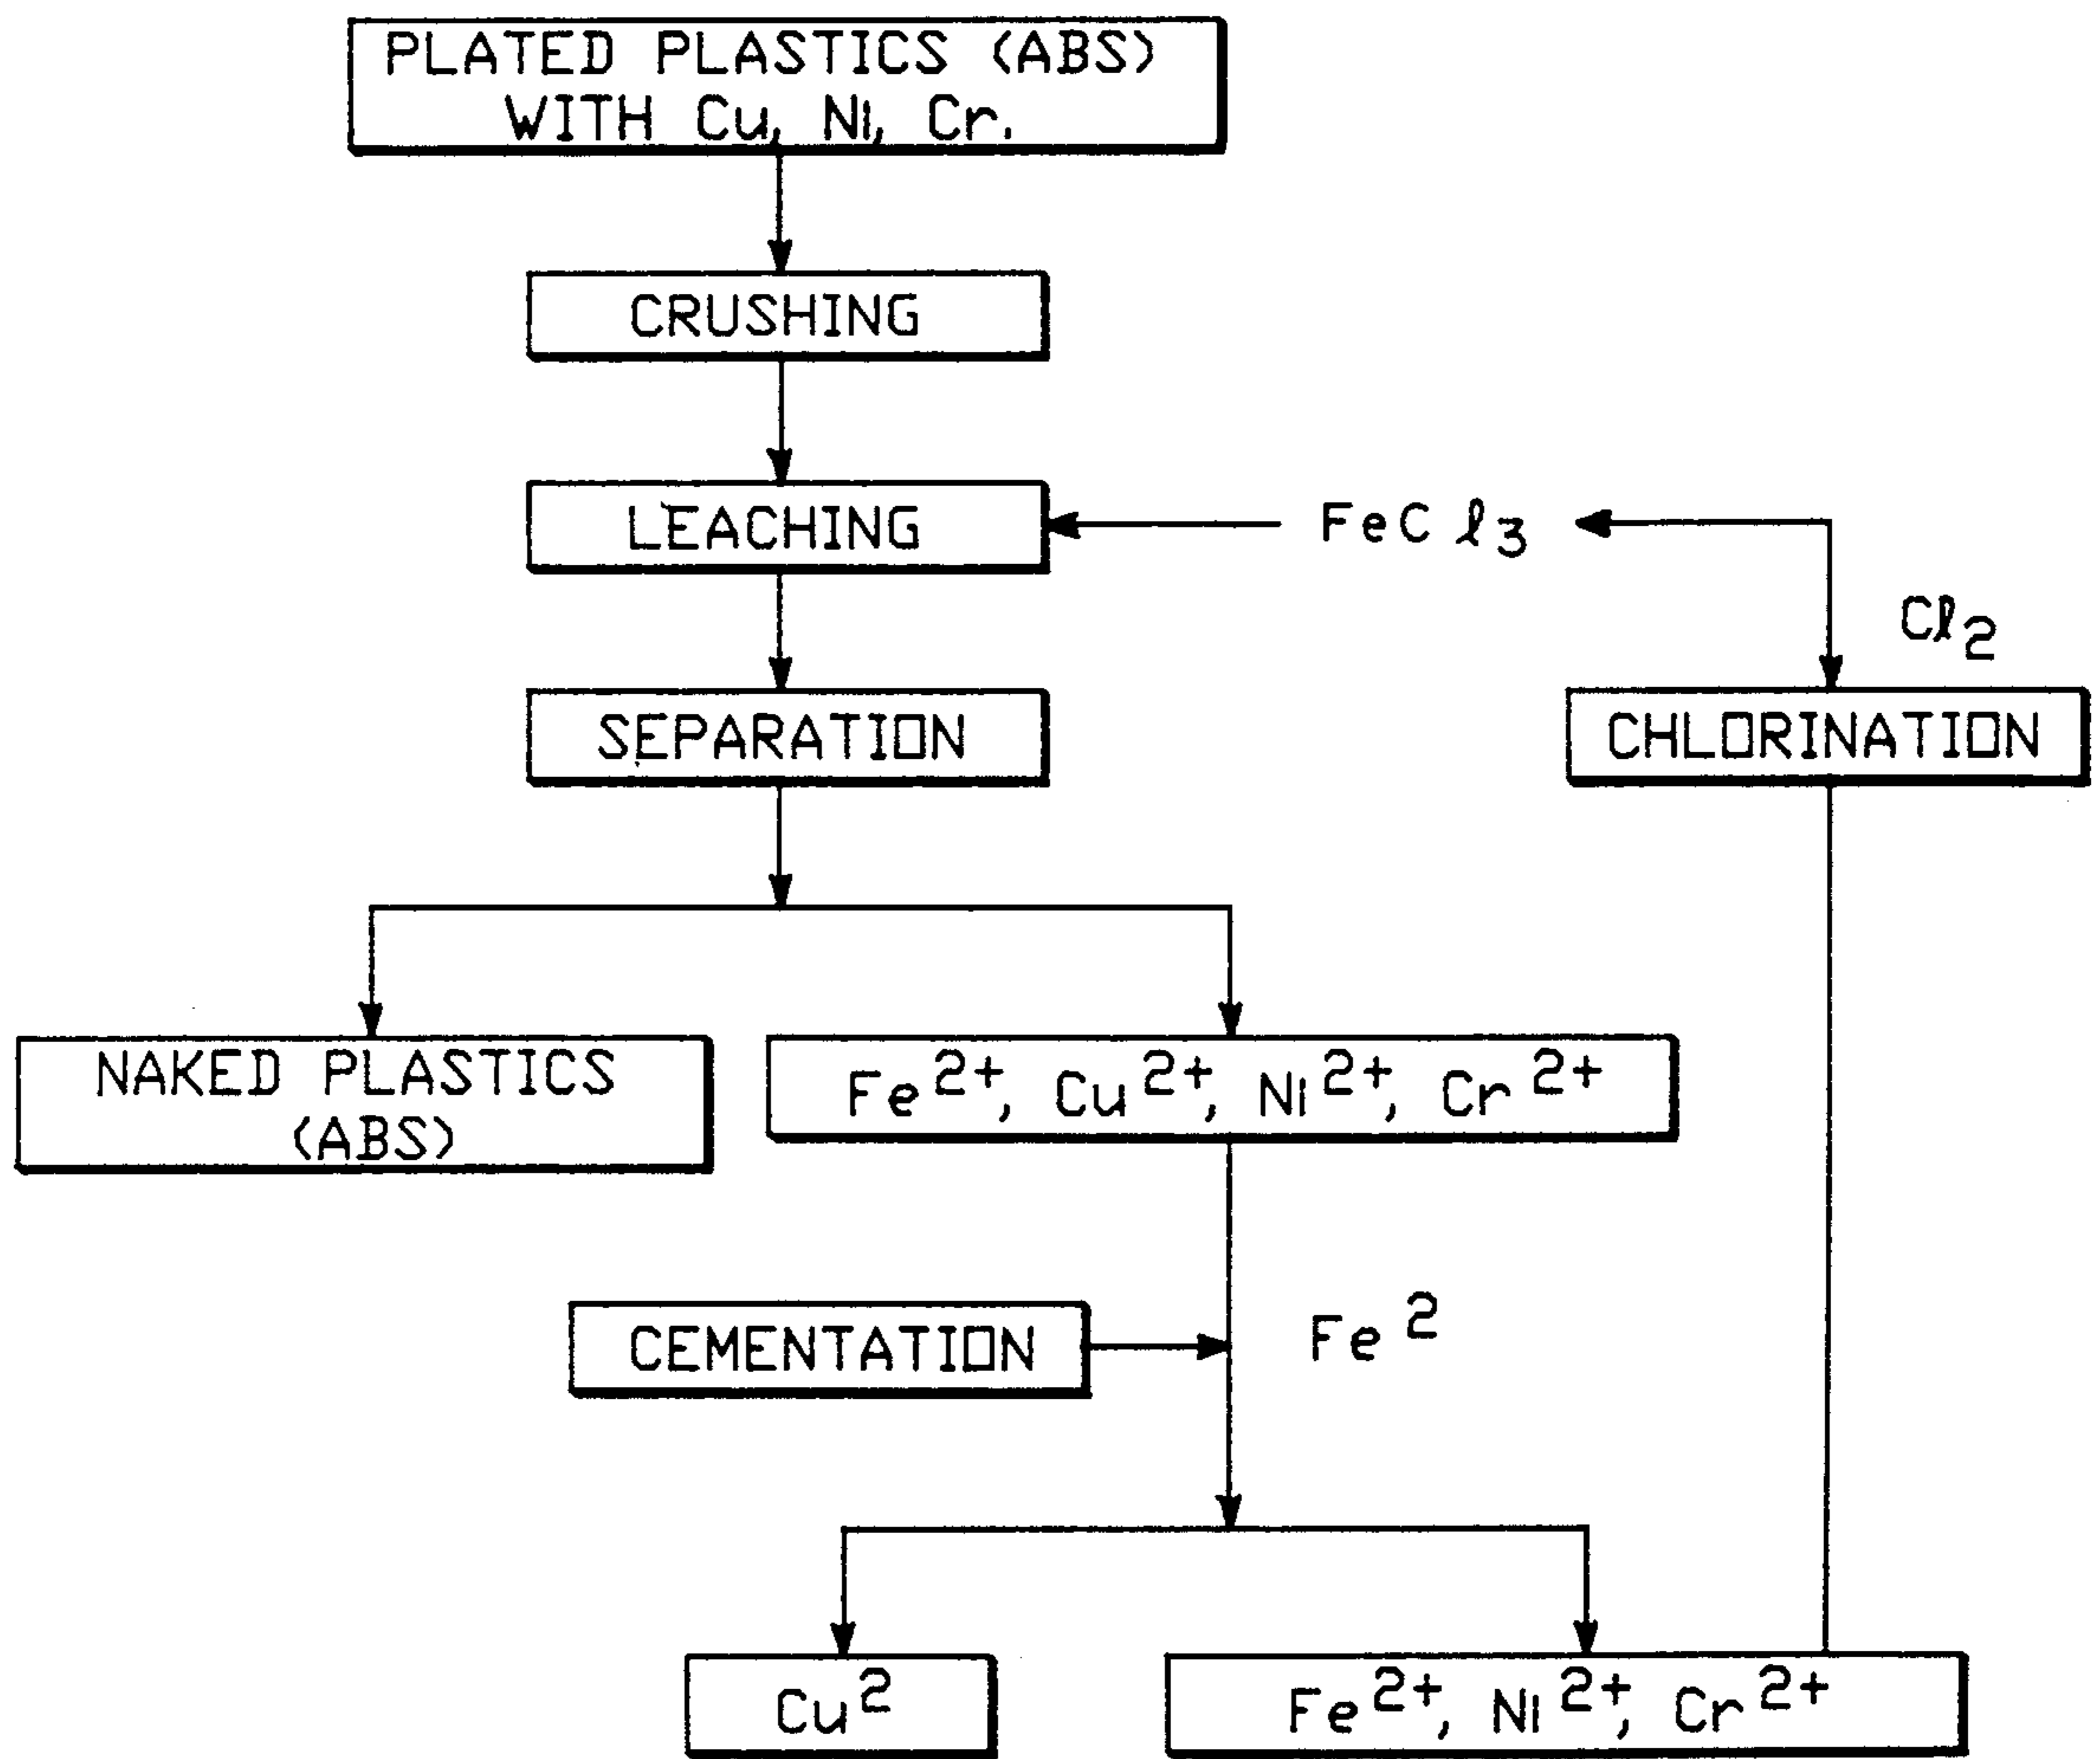 PLATED PLASTICS (ABS)
WITH Cu, Ni, Cr.
CRUSHING
LEACHING
FeCℓ₃
Cℓ₂
SEPARATION
CHLORINATION
NAKED PLASTICS
(ABS)
Fe²⁺, Cu²⁺, Ni²⁺, Cr²⁺
CEMENTATION
Fe²
Cu²
Fe²⁺, Ni²⁺, Cr²⁺